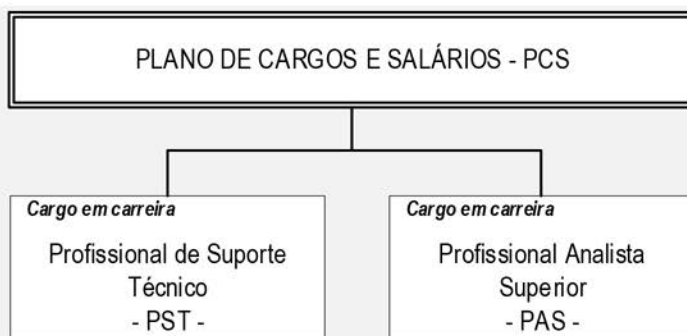 PLANO DE CARGOS E SALÁRIOS - PCS
Cargo em carreira
Profissional de Suporte
Técnico
- PST -
Cargo em carreira
Profissional Analista
Superior
- PAS -